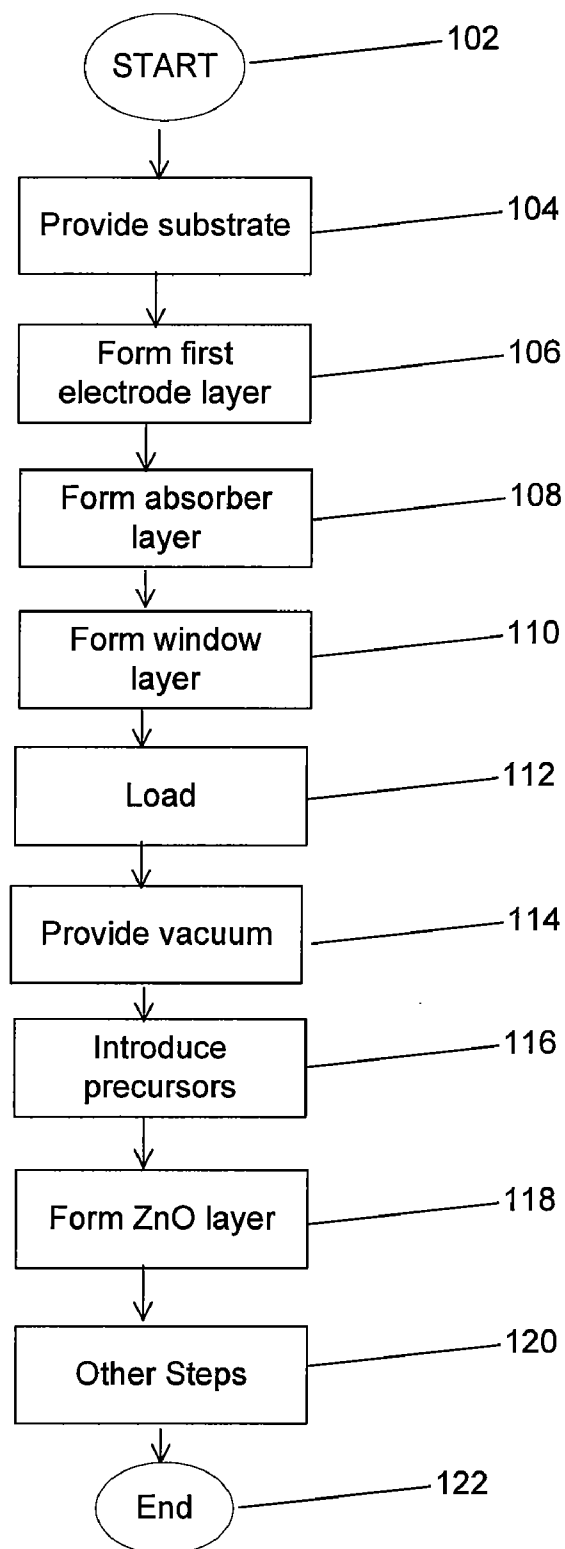 START
102
Provide substrate
104
Form first
electrode layer
106
Form absorber
layer
108
Form window
layer
110
Load
112
Provide vacuum
114
Introduce
precursors
116
Form ZnO layer
118
Other Steps
120
End
122